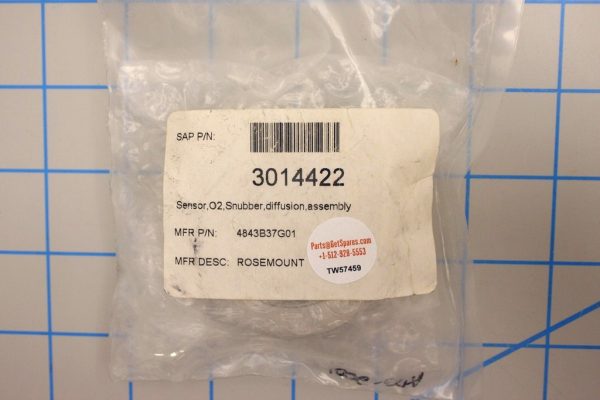 SAP P/N:
3014422
Sensor,O2,Snubber,diffusion,assembly
MFR P/N: 4843B37G01
MFR DESC: ROSEMOUNT
Parts@GetSpares.com
+1-512-928-5553
TW57459